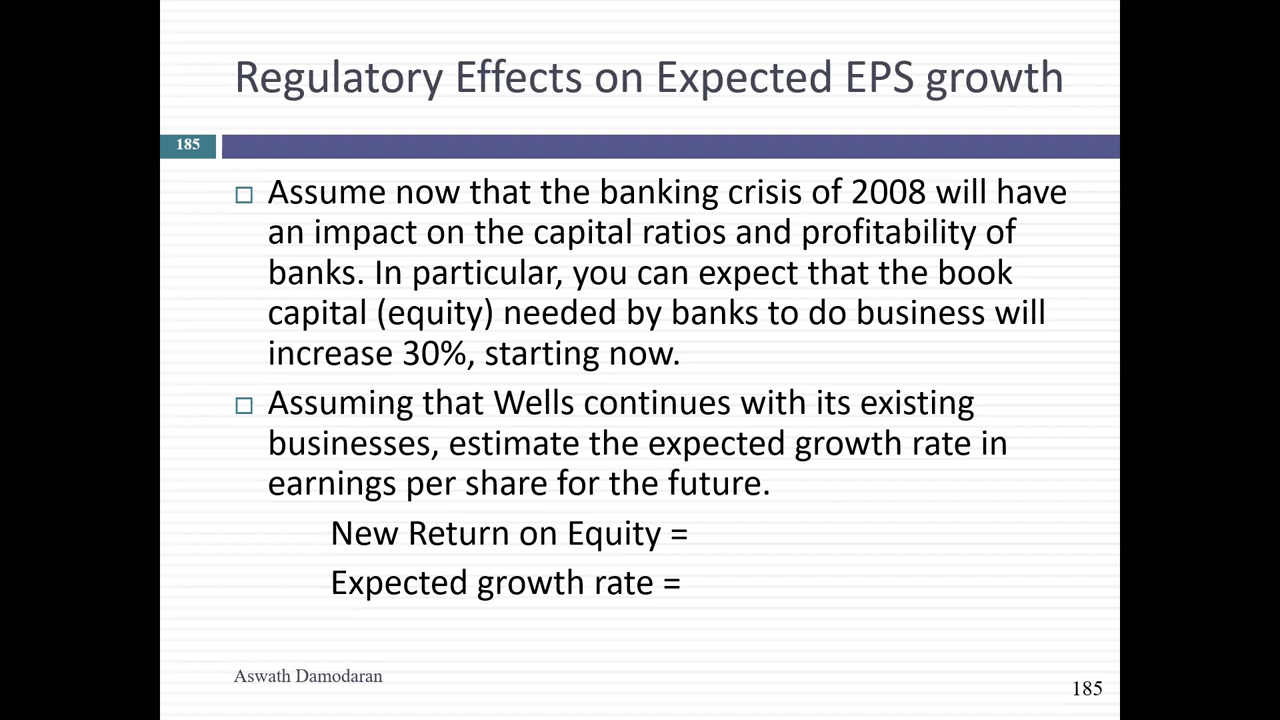 Regulatory Effects on Expected EPS growth
185
□ Assume now that the banking crisis of 2008 will have
an impact on the capital ratios and profitability of
banks. In particular, you can expect that the book
capital (equity) needed by banks to do business will
increase 30%, starting now.
□ Assuming that Wells continues with its existing
businesses, estimate the expected growth rate in
earnings per share for the future.
New Return on Equity =
Expected growth rate =
Aswath Damodaran
185